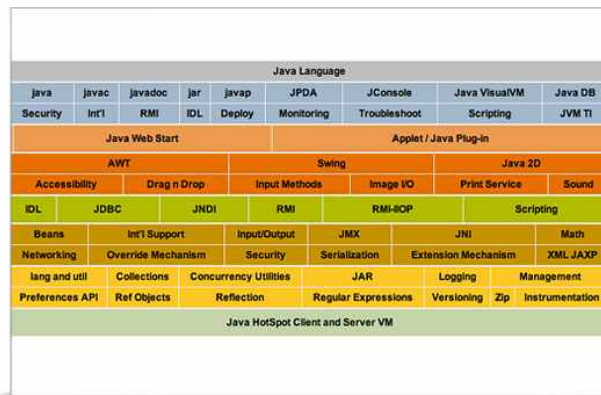 Java Language
java javac javadoc jar javap JPDA JConsole Java VisualVM Java DB
Security Int'l RMI IDL Deploy Monitoring Troubleshoot Scripting JVM TI
Java Web Start Applet / Java Plug-in
AWT Swing Java 2D
Accessibility Drag n Drop Input Methods Image I/O Print Service Sound
IDL JDBC JNDI RMI RMI-IIOP Scripting
Beans Int'l Support Input/Output JMX JNI Math
Networking Override Mechanism Security Serialization Extension Mechanism XML JAXP
lang and util Collections Concurrency Utilities JAR Logging Management
Preferences API Ref Objects Reflection Regular Expressions Versioning Zip Instrumentation
Java HotSpot Client and Server VM